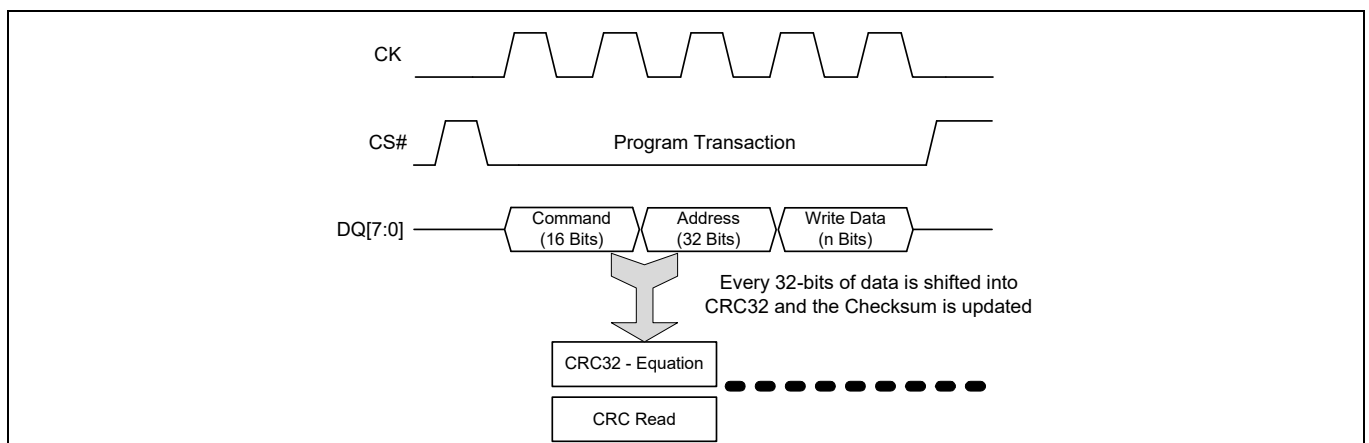 CK
CS#
Program Transaction
DQ[7:0]
Command
(16 Bits)
Address
(32 Bits)
Write Data
(n Bits)
Every 32-bits of data is shifted into
CRC32 and the Checksum is updated
CRC32 - Equation
CRC Read